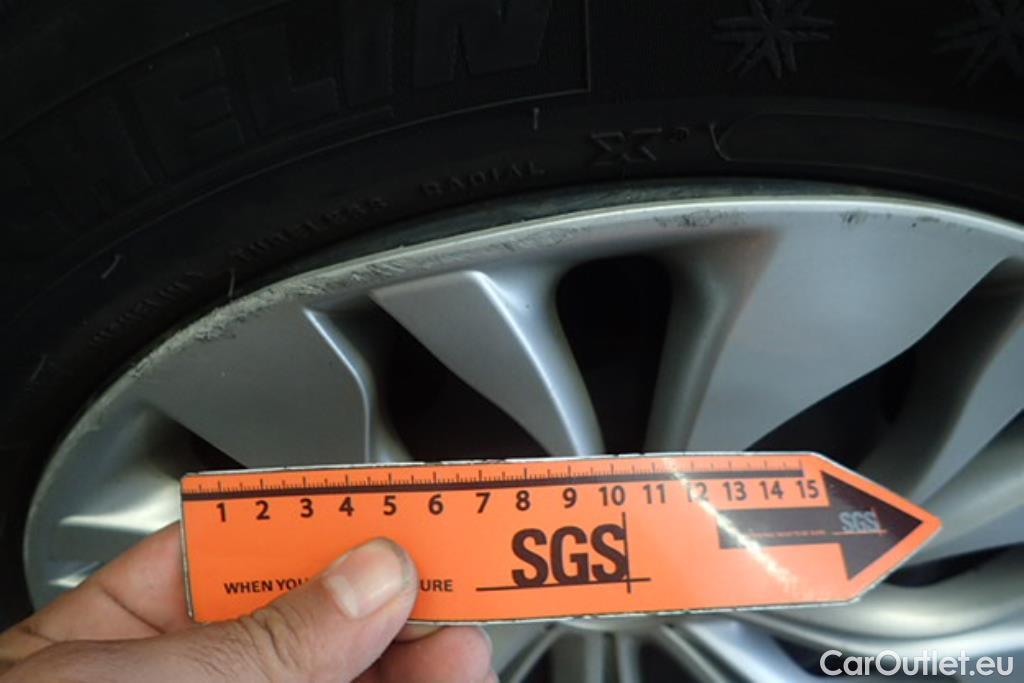 HELIN
RADIAL
X
1 2 3 4 5 6 7 8 9 10 11 12 13 14 15
SGS
SGS
WHEN YOU URE
CarOutlet.eu